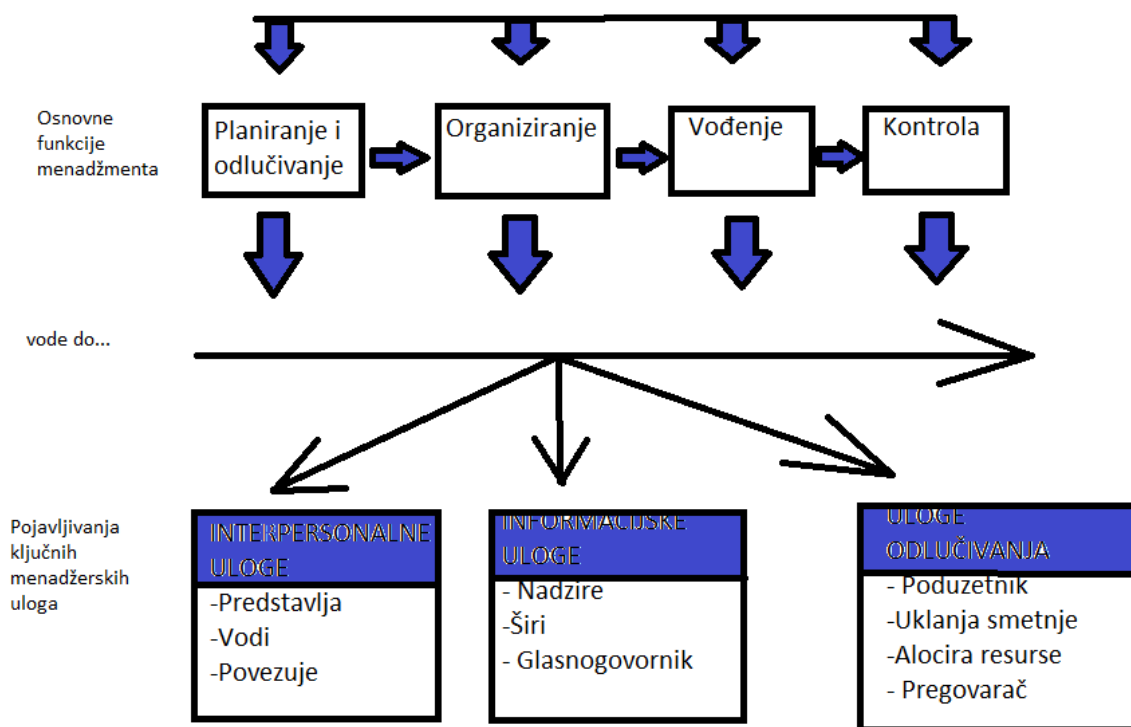 Osnovne
funkcije
menadžmenta
Planiranje i
odlučivanje
Organiziranje
Vođenje
Kontrola
vode do...
Pojavljivanja
ključnih
menadžerskih
uloga
INTERPERSONALNE
ULOGE
-Predstavlja
-Vodi
-Povezuje
INFORMACIJSKE
ULOGE
- Nadzire
-Širi
- Glasnogovornik
ULOGE
ODLUČIVANJA
- Poduzetnik
-Uklanja smetnje
-Alocira resurse
- Pregovarač